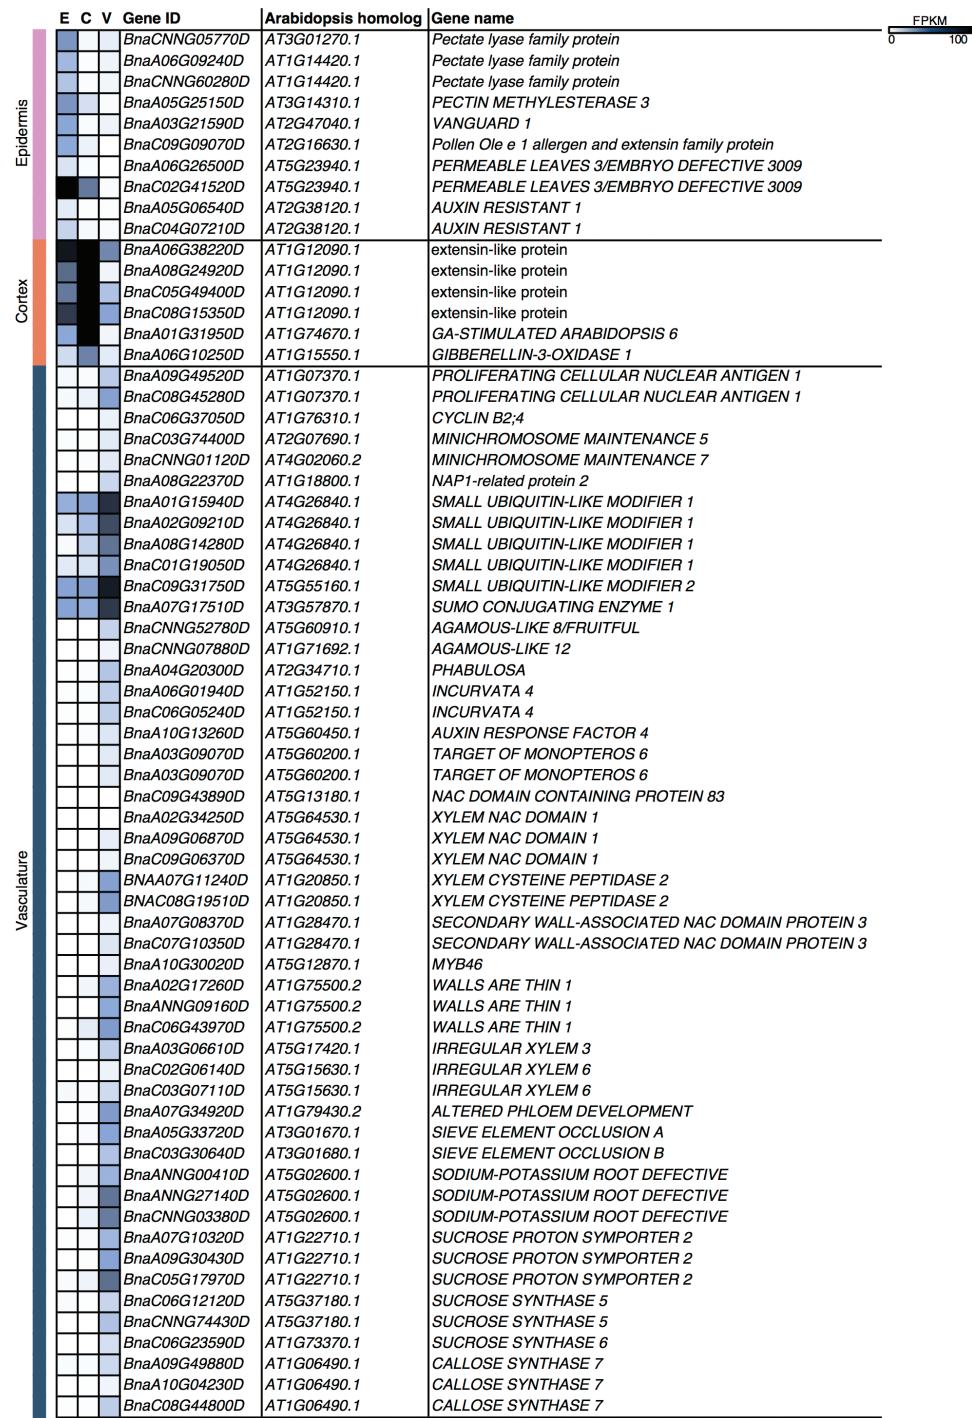 E C V Gene ID Arabidopsis homolog Gene name
FPKM
0 100
Epidermis
BnaCNNG05770D AT3G01270.1 Pectate lyase family protein
BnaA06G09240D AT1G14420.1 Pectate lyase family protein
BnaCNNG60280D AT1G14420.1 Pectate lyase family protein
BnaA05G25150D AT3G14310.1 PECTIN METHYLESTERASE 3
BnaA03G21590D AT2G47040.1 VANGUARD 1
BnaC09G09070D AT2G16630.1 Pollen Ole e 1 allergen and extensin family protein
BnaA06G26500D AT5G23940.1 PERMEABLE LEAVES 3/EMBRYO DEFECTIVE 3009
BnaC02G41520D AT5G23940.1 PERMEABLE LEAVES 3/EMBRYO DEFECTIVE 3009
BnaA05G06540D AT2G38120.1 AUXIN RESISTANT 1
BnaC04G07210D AT2G38120.1 AUXIN RESISTANT 1
Cortex
BnaA06G38220D AT1G12090.1 extensin-like protein
BnaA08G24920D AT1G12090.1 extensin-like protein
BnaC05G49400D AT1G12090.1 extensin-like protein
BnaC08G15350D AT1G12090.1 extensin-like protein
BnaA01G31950D AT1G74670.1 GA-STIMULATED ARABIDOPSIS 6
BnaA06G10250D AT1G15550.1 GIBBERELLIN-3-OXIDASE 1
Vasculature
BnaA09G49520D AT1G07370.1 PROLIFERATING CELLULAR NUCLEAR ANTIGEN 1
BnaC08G45280D AT1G07370.1 PROLIFERATING CELLULAR NUCLEAR ANTIGEN 1
BnaC06G37050D AT1G76310.1 CYCLIN B2;4
BnaC03G74400D AT2G07690.1 MINICHROMOSOME MAINTENANCE 5
BnaCNNG01120D AT4G02060.2 MINICHROMOSOME MAINTENANCE 7
BnaA08G22370D AT1G18800.1 NAP1-related protein 2
BnaA01G15940D AT4G26840.1 SMALL UBIQUITIN-LIKE MODIFIER 1
BnaA02G09210D AT4G26840.1 SMALL UBIQUITIN-LIKE MODIFIER 1
BnaA08G14280D AT4G26840.1 SMALL UBIQUITIN-LIKE MODIFIER 1
BnaC01G19050D AT4G26840.1 SMALL UBIQUITIN-LIKE MODIFIER 1
BnaC09G31750D AT5G55160.1 SMALL UBIQUITIN-LIKE MODIFIER 2
BnaA07G17510D AT3G57870.1 SUMO CONJUGATING ENZYME 1
BnaCNNG52780D AT5G60910.1 AGAMOUS-LIKE 8/FRUITFUL
BnaCNNG07880D AT1G71692.1 AGAMOUS-LIKE 12
BnaA04G20300D AT2G34710.1 PHABULOSA
BnaA06G01940D AT1G52150.1 INCURVATA 4
BnaC06G05240D AT1G52150.1 INCURVATA 4
BnaA10G13260D AT5G60450.1 AUXIN RESPONSE FACTOR 4
BnaA03G09070D AT5G60200.1 TARGET OF MONOPTEROS 6
BnaA03G09070D AT5G60200.1 TARGET OF MONOPTEROS 6
BnaC09G43890D AT5G13180.1 NAC DOMAIN CONTAINING PROTEIN 83
BnaA02G34250D AT5G64530.1 XYLEM NAC DOMAIN 1
BnaA09G06870D AT5G64530.1 XYLEM NAC DOMAIN 1
BnaC09G06370D AT5G64530.1 XYLEM NAC DOMAIN 1
BNAA07G11240D AT1G20850.1 XYLEM CYSTEINE PEPTIDASE 2
BNAC08G19510D AT1G20850.1 XYLEM CYSTEINE PEPTIDASE 2
BnaA07G08370D AT1G28470.1 SECONDARY WALL-ASSOCIATED NAC DOMAIN PROTEIN 3
BnaC07G10350D AT1G28470.1 SECONDARY WALL-ASSOCIATED NAC DOMAIN PROTEIN 3
BnaA10G30020D AT5G12870.1 MYB46
BnaA02G17260D AT1G75500.2 WALLS ARE THIN 1
BnaANNG09160D AT1G75500.2 WALLS ARE THIN 1
BnaC06G43970D AT1G75500.2 WALLS ARE THIN 1
BnaA03G06610D AT5G17420.1 IRREGULAR XYLEM 3
BnaC02G06140D AT5G15630.1 IRREGULAR XYLEM 6
BnaC03G07110D AT5G15630.1 IRREGULAR XYLEM 6
BnaA07G34920D AT1G79430.2 ALTERED PHLOEM DEVELOPMENT
BnaA05G33720D AT3G01670.1 SIEVE ELEMENT OCCLUSION A
BnaC03G30640D AT3G01680.1 SIEVE ELEMENT OCCLUSION B
BnaANNG00410D AT5G02600.1 SODIUM-POTASSIUM ROOT DEFECTIVE
BnaANNG27140D AT5G02600.1 SODIUM-POTASSIUM ROOT DEFECTIVE
BnaCNNG03380D AT5G02600.1 SODIUM-POTASSIUM ROOT DEFECTIVE
BnaA07G10320D AT1G22710.1 SUCROSE PROTON SYMPORTER 2
BnaA09G30430D AT1G22710.1 SUCROSE PROTON SYMPORTER 2
BnaC05G17970D AT1G22710.1 SUCROSE PROTON SYMPORTER 2
BnaC06G12120D AT5G37180.1 SUCROSE SYNTHASE 5
BnaCNNG74430D AT5G37180.1 SUCROSE SYNTHASE 5
BnaC06G23590D AT1G73370.1 SUCROSE SYNTHASE 6
BnaA09G49880D AT1G06490.1 CALLOSE SYNTHASE 7
BnaA10G04230D AT1G06490.1 CALLOSE SYNTHASE 7
BnaC08G44800D AT1G06490.1 CALLOSE SYNTHASE 7